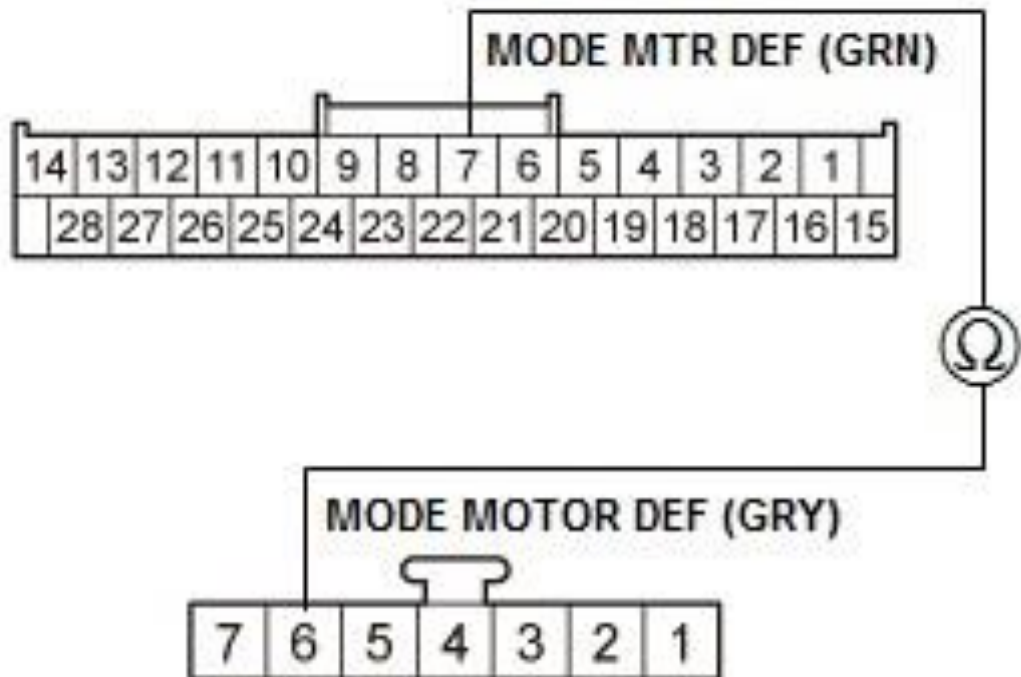 MODE MTR DEF (GRN)
14 13 12 11 10 9 8 7 6 5 4 3 2 1
28 27 26 25 24 23 22 21 20 19 18 17 16 15
Ω
MODE MOTOR DEF (GRY)
7 6 5 4 3 2 1